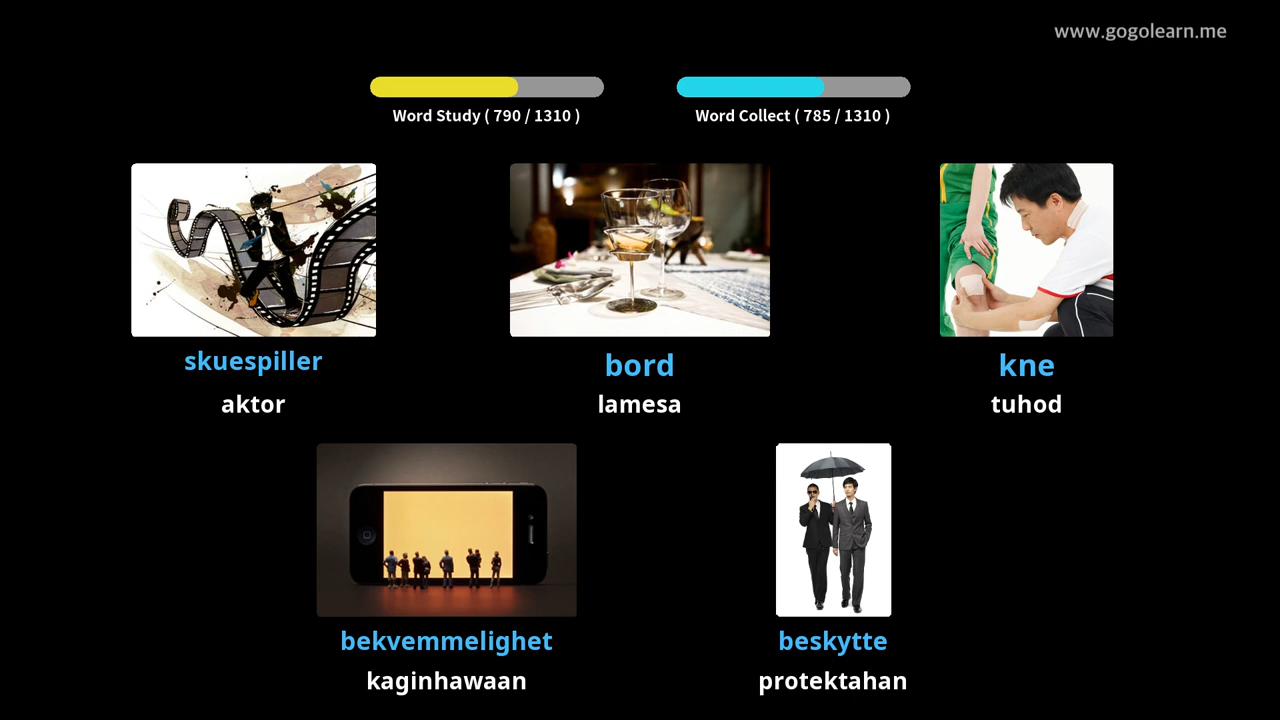 www.gogolearn.me
Word Study ( 790 / 1310 )
Word Collect ( 785 / 1310 )
skuespiller
aktor
bord
lamesa
kne
tuhod
bekvemmelighet
kaginhawaan
beskytte
protektahan